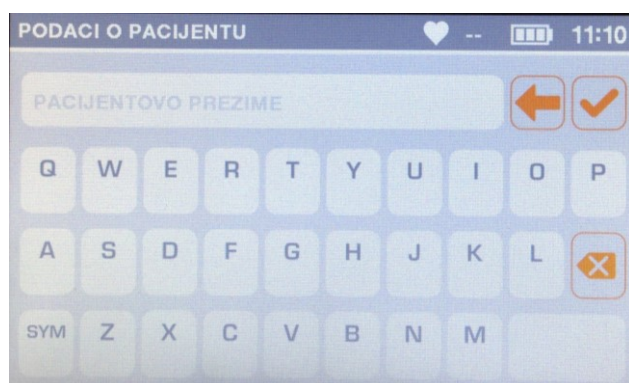 PODACI O PACIJENTU -- 11:10
PACIJENTOVO PREZIME
Q W E R T Y U I O P
A S D F G H J K L
SYM Z X C V B N M